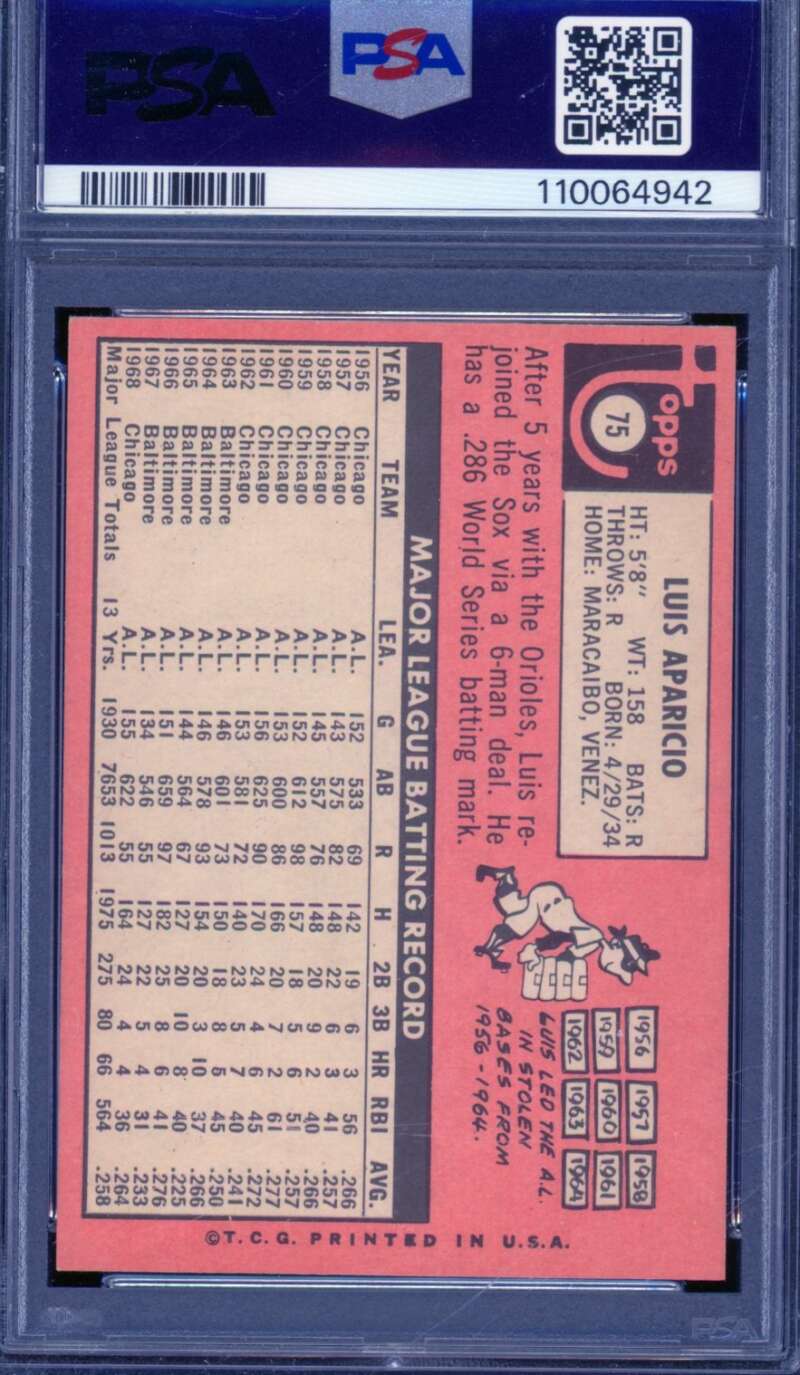 PSA
PSA
110064942
Topps
75
LUIS APARICIO
HT: 5'8" WT: 158 BATS: R
THROWS: R BORN: 4/29/34
HOME: MARACAIBO, VENEZ.
After 5 years with the Orioles, Luis re-
joined the Sox via a 6-man deal. He
has a .286 World Series batting mark.
1956 1957 1958
1959 1960 1961
1962 1963 1964
LUIS LED THE A.L.
IN STOLEN
BASES FROM
1956-1964.
MAJOR LEAGUE BATTING RECORD
YEAR TEAM LEA. G AB R H 2B 3B HR RBI AVG.
1956 Chicago A.L. 152 533 69 142 19 6 3 56 .266
1957 Chicago A.L. 143 575 82 148 22 6 3 41 .257
1958 Chicago A.L. 145 557 76 148 20 9 2 40 .266
1959 Chicago A.L. 152 612 98 157 18 5 6 51 .257
1960 Chicago A.L. 153 600 86 166 20 7 2 61 .277
1961 Chicago A.L. 156 625 90 170 24 4 6 45 .272
1962 Chicago A.L. 153 581 72 140 23 5 7 40 .241
1963 Baltimore A.L. 146 601 73 150 18 8 5 45 .250
1964 Baltimore A.L. 146 578 93 154 20 3 10 37 .266
1965 Baltimore A.L. 144 564 67 127 20 10 8 40 .225
1966 Baltimore A.L. 151 659 97 182 25 8 6 41 .276
1967 Baltimore A.L. 134 546 55 127 22 5 4 31 .233
1968 Chicago A.L. 155 622 55 164 24 4 4 36 .264
Major League Totals 13 Yrs. 1930 7653 1013 1975 275 80 66 564 .258
©T.C.G. PRINTED IN U.S.A.
PSA